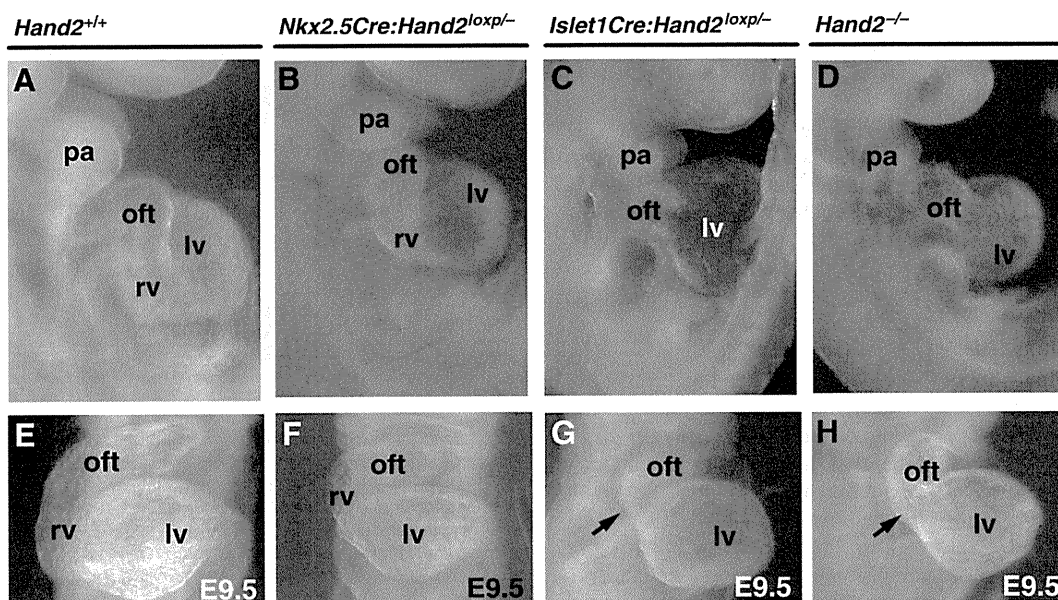 Hand2+/+ Nkx2.5Cre:Hand2loxp/– Islet1Cre:Hand2loxp/– Hand2–/–
A B C D
pa pa pa pa
oft oft oft oft
lv lv lv lv
rv rv
E F G H
oft oft oft oft
rv rv
lv lv lv lv
E9.5 E9.5 E9.5 E9.5